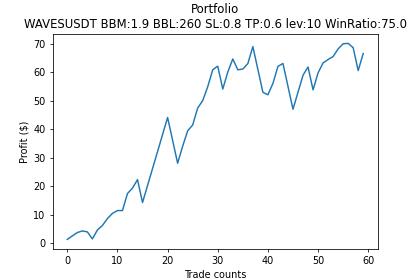 Portfolio
WAVESUSDT BBM:1.9 BBL:260 SL:0.8 TP:0.6 lev:10 WinRatio:75.0
Profit ($)
70
60
50
40
30
20
10
0
0 10 20 30 40 50 60
Trade counts